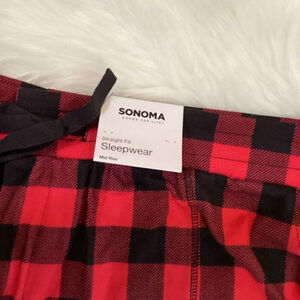 SONOMA
GOODS FOR LIFE
Straight Fit
Sleepwear
Mid Rise